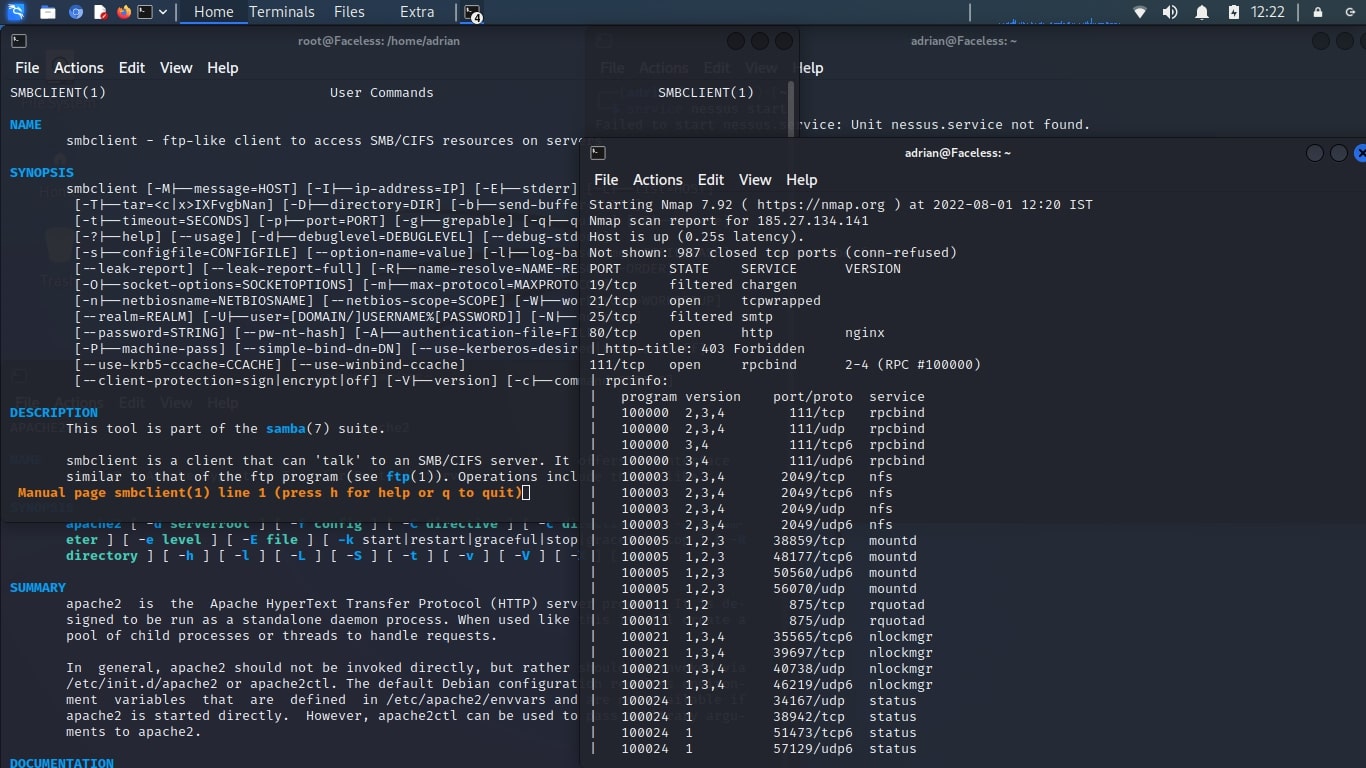 Home Terminals Files Extra 4 12:22
root@Faceless: /home/adrian
File Actions Edit View Help
SMBCLIENT(1) User Commands SMBCLIENT(1)
NAME
smbclient - ftp-like client to access SMB/CIFS resources on serve
SYNOPSIS
smbclient [-M|--message=HOST] [-I|--ip-address=IP] [-E|--stderr]
[-T|--tar=<c|x>IXFvgbNan] [-D|--directory=DIR] [-b|--send-buffe
[-t|--timeout=SECONDS] [-p|--port=PORT] [-g|--grepable] [-q|--q
[-?|--help] [--usage] [-d|--debuglevel=DEBUGLEVEL] [--debug-std
[-s|--configfile=CONFIGFILE] [--option=name=value] [-l|--log-ba
[--leak-report] [--leak-report-full] [-R|--name-resolve=NAME-RE
[-O|--socket-options=SOCKETOPTIONS] [-m|--max-protocol=MAXPROTO
[-n|--netbiosname=NETBIOSNAME] [--netbios-scope=SCOPE] [-W|--wo
[--realm=REALM] [-U|--user=[DOMAIN/]USERNAME%[PASSWORD]] [-N|--
[--password=STRING] [--pw-nt-hash] [-A|--authentication-file=FI
[-P|--machine-pass] [--simple-bind-dn=DN] [--use-kerberos=desire
[--use-krb5-ccache=CCACHE] [--use-winbind-ccache]
[--client-protection=sign|encrypt|off] [-V|--version] [-c|--com
DESCRIPTION
This tool is part of the samba(7) suite.
smbclient is a client that can 'talk' to an SMB/CIFS server. It
similar to that of the ftp program (see ftp(1)). Operations incl
Manual page smbclient(1) line 1 (press h for help or q to quit)
apache2 [ -d serverroot ] [ -f config ] [ -C directive ] [ -c di
eter ] [ -e level ] [ -E file ] [ -k start|restart|graceful|stop
directory ] [ -h ] [ -l ] [ -L ] [ -S ] [ -t ] [ -v ] [ -V ] [ -
SUMMARY
apache2 is the Apache HyperText Transfer Protocol (HTTP) serv
signed to be run as a standalone daemon process. When used like
pool of child processes or threads to handle requests.
In general, apache2 should not be invoked directly, but rather
/etc/init.d/apache2 or apache2ctl. The default Debian configurat
ment variables that are defined in /etc/apache2/envvars and
apache2 is started directly. However, apache2ctl can be used to
ments to apache2.
DOCUMENTATION
adrian@Faceless: ~
File Actions Edit View Help
service nessus start
Failed to start nessus.service: Unit nessus.service not found.
adrian@Faceless: ~
File Actions Edit View Help
Starting Nmap 7.92 ( https://nmap.org ) at 2022-08-01 12:20 IST
Nmap scan report for 185.27.134.141
Host is up (0.25s latency).
Not shown: 987 closed tcp ports (conn-refused)
PORT STATE SERVICE VERSION
19/tcp filtered chargen
21/tcp open tcpwrapped
25/tcp filtered smtp
80/tcp open http nginx
|_http-title: 403 Forbidden
111/tcp open rpcbind 2-4 (RPC #100000)
| rpcinfo:
| program version port/proto service
| 100000 2,3,4 111/tcp rpcbind
| 100000 2,3,4 111/udp rpcbind
| 100000 3,4 111/tcp6 rpcbind
| 100000 3,4 111/udp6 rpcbind
| 100003 2,3,4 2049/tcp nfs
| 100003 2,3,4 2049/tcp6 nfs
| 100003 2,3,4 2049/udp nfs
| 100003 2,3,4 2049/udp6 nfs
| 100005 1,2,3 38859/tcp mountd
| 100005 1,2,3 48177/tcp6 mountd
| 100005 1,2,3 50560/udp6 mountd
| 100005 1,2,3 56070/udp mountd
| 100011 1,2 875/tcp rquotad
| 100011 1,2 875/udp rquotad
| 100021 1,3,4 35565/tcp6 nlockmgr
| 100021 1,3,4 39697/tcp nlockmgr
| 100021 1,3,4 40738/udp nlockmgr
| 100021 1,3,4 46219/udp6 nlockmgr
| 100024 1 34167/udp status
| 100024 1 38942/tcp status
| 100024 1 51473/tcp6 status
| 100024 1 57129/udp6 status